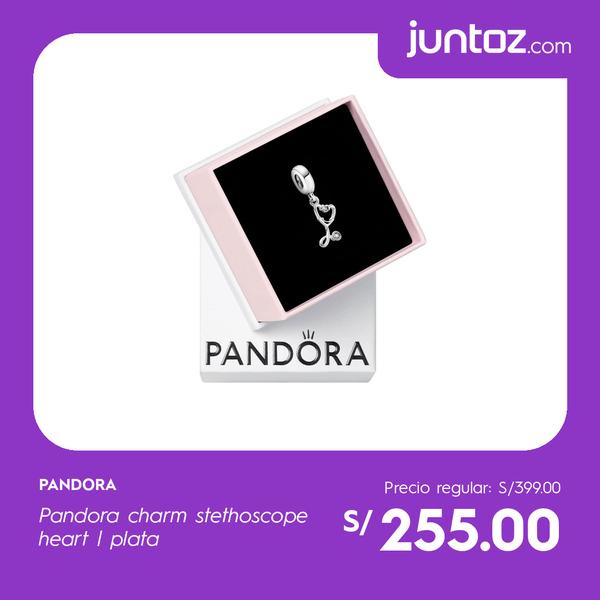 juntoz.com
PANDORA
PANDORA
Pandora charm stethoscope
heart | plata
Precio regular: S/399.00
S/255.00